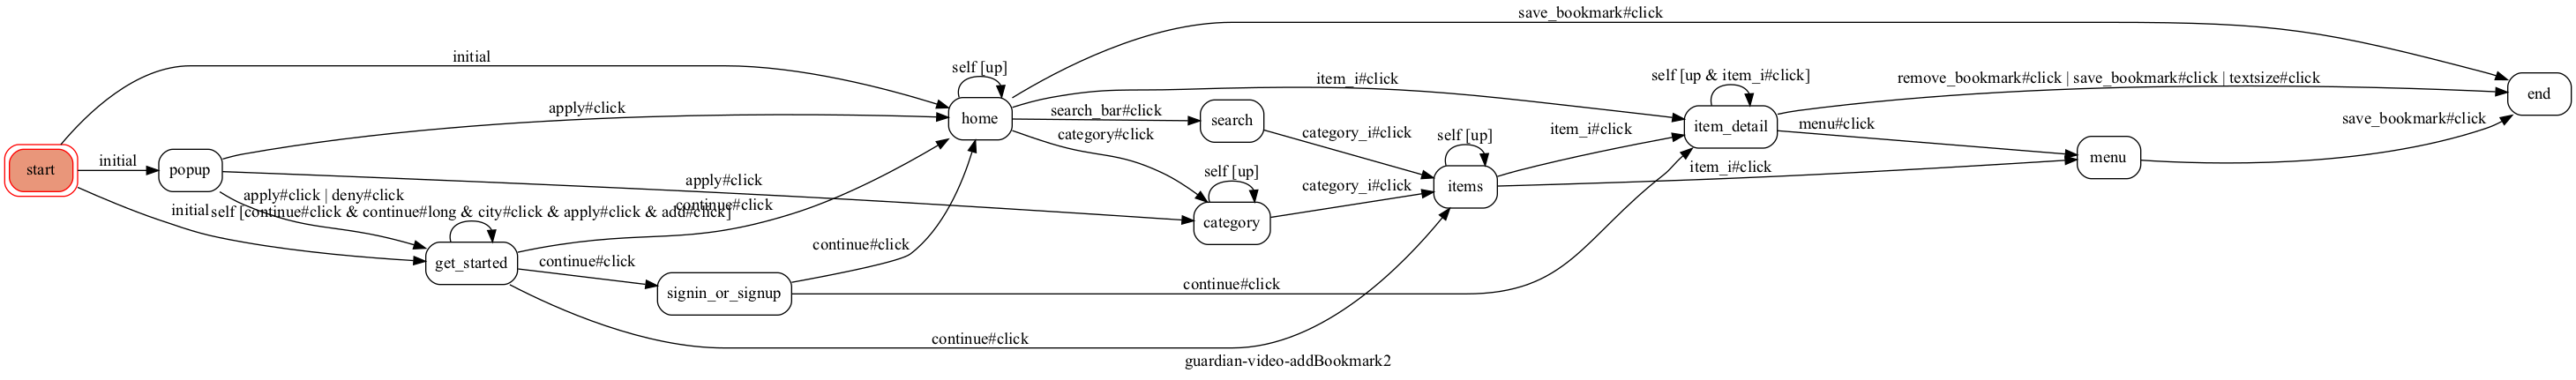 save_bookmark#click
initial
self [up]
item_i#click
self [up & item_i#click]
remove_bookmark#click | save_bookmark#click | textsize#click
end
apply#click
home
search_bar#click
search
category#click
category_i#click
self [up]
item_i#click
item_detail
menu#click
save_bookmark#click
start
initial
popup
apply#click
self [up]
category_i#click
items
item_i#click
menu
apply#click | deny#click
initial
self [continue#click & continue#long & city#click & apply#click & add#click]
continue#click
category
get_started
continue#click
continue#click
signin_or_signup
continue#click
continue#click
guardian-video-addBookmark2